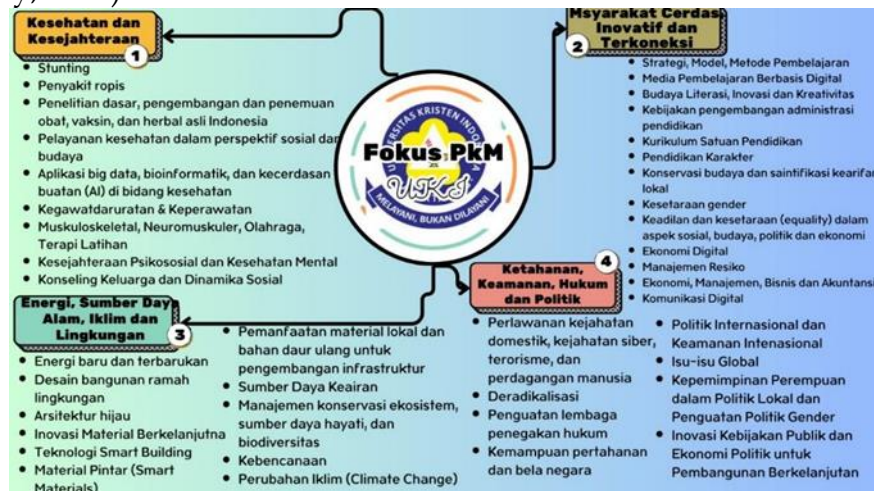 Kesehatan dan
Kesejahteraan
1
• Stunting
• Penyakit ropis
• Penelitian dasar, pengembangan dan penemuan
obat, vaksin, dan herbal asli Indonesia
• Pelayanan kesehatan dalam perspektif sosial dan
budaya
• Aplikasi big data, bioinformatik, dan kecerdasan
buatan (AI) di bidang kesehatan
• Kegawatdaruratan & Keperawatan
• Muskuloskeletal, Neuromuskuler, Olahraga,
Terapi Latihan
• Kesejahteraan Psikososial dan Kesehatan Mental
• Konseling Keluarga dan Dinamika Sosial
UNIVERSITAS KRISTEN INDONESIA
Fokus PkM
UKI
MELAYANI, BUKAN DILAYANI
Msyarakat Cerdas
Inovatif dan
Terkoneksi
2
• Strategi, Model, Metode Pembelajaran
• Media Pembelajaran Berbasis Digital
• Budaya Literasi, Inovasi dan Kreativitas
• Kebijakan pengembangan administrasi
pendidikan
• Kurikulum Satuan Pendidikan
• Pendidikan Karakter
• Konservasi budaya dan saintifikasi kearifan
lokal
• Kesetaraan gender
• Keadilan dan kesetaraan (equality) dalam
aspek sosial, budaya, politik dan ekonomi
• Ekonomi Digital
• Manajemen Resiko
• Ekonomi, Manajemen, Bisnis dan Akuntansi
• Komunikasi Digital
Energi, Sumber Daya
Alam, Iklim dan
Lingkungan
3
• Energi baru dan terbarukan
• Desain bangunan ramah
lingkungan
• Arsitektur hijau
• Inovasi Material Berkelanjutna
• Teknologi Smart Building
• Material Pintar (Smart
Materials)
• Pemanfaatan material lokal dan
bahan daur ulang untuk
pengembangan infrastruktur
• Sumber Daya Keairan
• Manajemen konservasi ekosistem,
sumber daya hayati, dan
biodiversitas
• Kebencanaan
• Perubahan Iklim (Climate Change)
Ketahanan,
Keamanan, Hukum
dan Politik
4
• Perlawanan kejahatan
domestik, kejahatan siber,
terorisme, dan
perdagangan manusia
• Deradikalisasi
• Penguatan lembaga
penegakan hukum
• Kemampuan pertahanan
dan bela negara
• Politik Internasional dan
Keamanan Intenasional
• Isu-isu Global
• Kepemimpinan Perempuan
dalam Politik Lokal dan
Penguatan Politik Gender
• Inovasi Kebijakan Publik dan
Ekonomi Politik untuk
Pembangunan Berkelanjutan